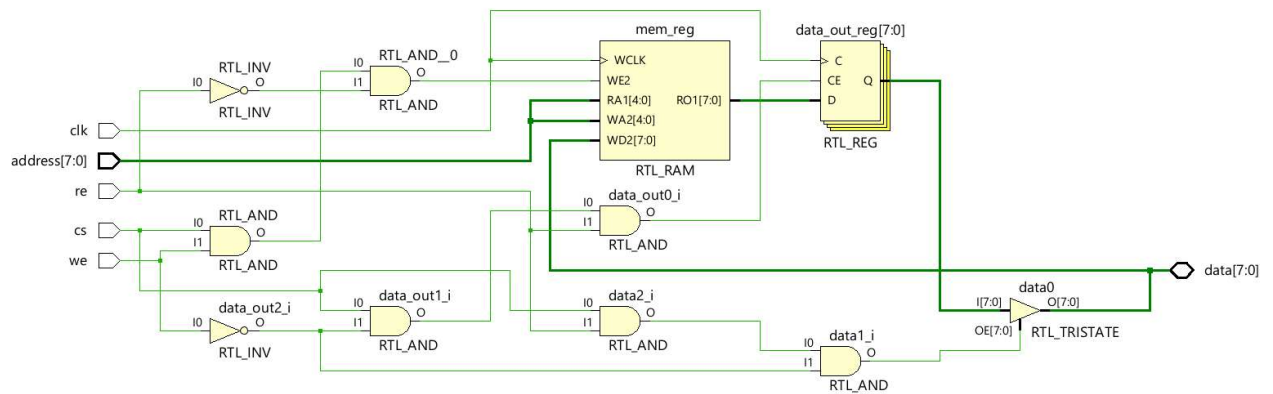 mem_reg
data_out_reg[7:0]
RTL_AND__0
RTL_INV
I0
O
RTL_INV
I0
I1
O
RTL_AND
WCLK
WE2
RA1[4:0]
WA2[4:0]
WD2[7:0]
RO1[7:0]
RTL_RAM
C
CE
D
Q
RTL_REG
clk
address[7:0]
re
cs
we
RTL_AND
I0
I1
O
RTL_AND
data_out0_i
I0
I1
O
RTL_AND
data_out2_i
I0
O
RTL_INV
data_out1_i
I0
I1
O
RTL_AND
data2_i
I0
I1
O
RTL_AND
data1_i
I0
I1
O
RTL_AND
data0
I[7:0]
O[7:0]
OE[7:0]
RTL_TRISTATE
data[7:0]